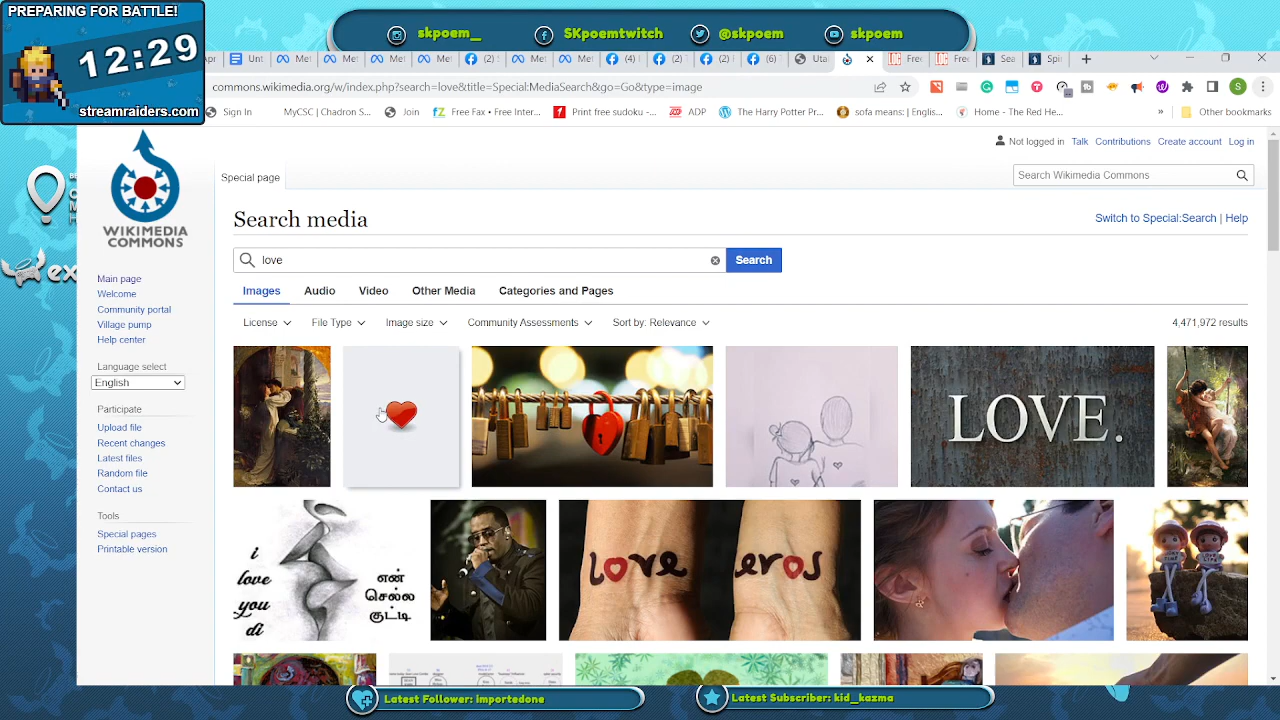 PREPARING FOR BATTLE!
12:29
streamraiders.com
skpoem_
SKpoemtwitch
@skpoem
skpoem
commons.wikimedia.org/w/index.php?search=love&title=Special:MediaSearch&go=Go&type=image
Sign In
MyCSC | Chadron S...
Join
Free Fax • Free Inter...
Print free sudoku -...
ADP
The Harry Potter Pr...
sofa means: | Englis...
Home - The Red He...
Other bookmarks
Not logged in Talk Contributions Create account Log in
Special page
Search Wikimedia Commons
WIKIMEDIA
COMMONS
Search media
Switch to Special:Search | Help
love
Search
Images
Audio
Video
Other Media
Categories and Pages
License
File Type
Image size
Community Assessments
Sort by: Relevance
4,471,972 results
Main page
Welcome
Community portal
Village pump
Help center
Language select
English
Participate
Upload file
Recent changes
Latest files
Random file
Contact us
Tools
Special pages
Printable version
LOVE.
i
love
you
di
என்
செல்ல
குட்டி
love
eros
Latest Follower: importedone
Latest Subscriber: kid_kazma